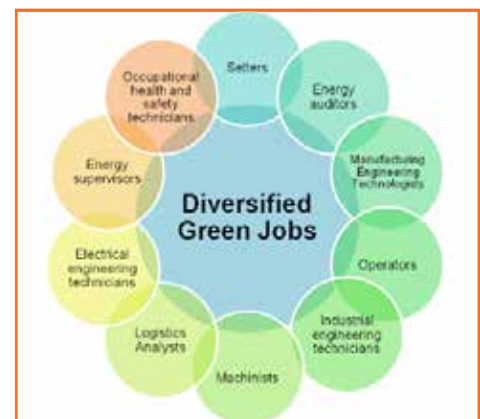 Diversified
Green Jobs
Setters
Energy
auditors
Manufacturing
Engineering
Technologists
Operators
Industrial
engineering
technicians
Machinists
Logistics
Analysts
Electrical
engineering
technicians
Energy
supervisors
Occupational
health and
safety
technicians